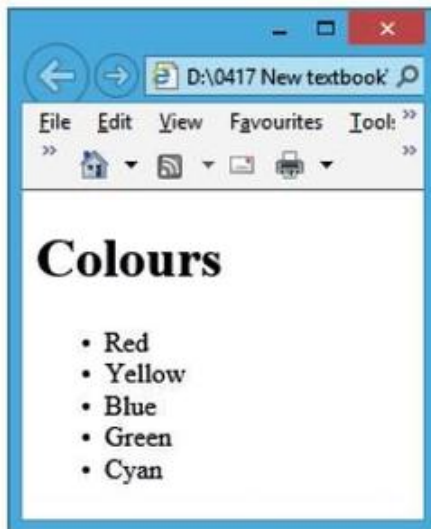 D:\0417 New textbook'
File Edit View Favourites Tool: »
» »
Colours
• Red
• Yellow
• Blue
• Green
• Cyan